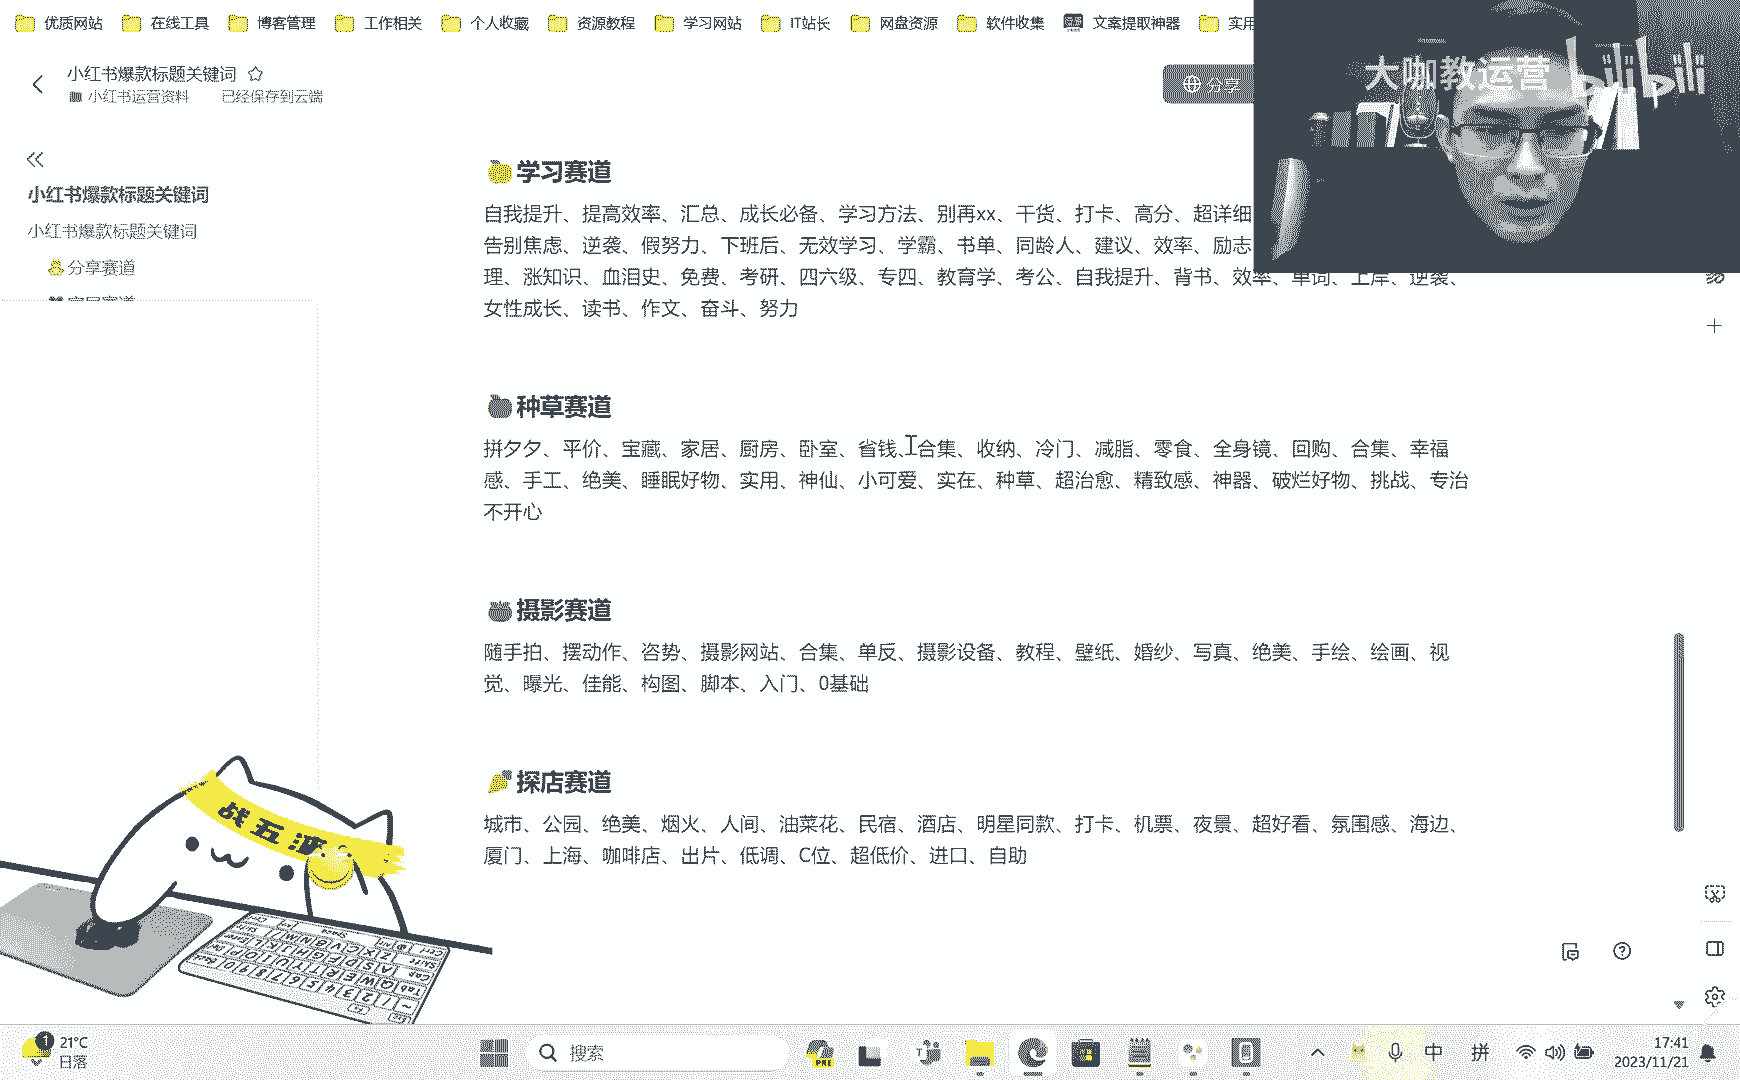 优质网站 在线工具 博客管理 工作相关 个人收藏 资源教程 学习网站 IT站长 网盘资源 软件收集 文案提取神器 实用
小红书爆款标题关键词
小红书运营资料 已经保存到云端
分享
大咖教运营 bilibili
小红书爆款标题关键词
小红书爆款标题关键词
分享赛道
学习赛道
自我提升、提高效率、汇总、成长必备、学习方法、别再xx、干货、打卡、高分、超详细
告别焦虑、逆袭、假努力、下班后、无效学习、学霸、书单、同龄人、建议、效率、励志
理、涨知识、血泪史、免费、考研、四六级、专四、教育学、考公、自我提升、背书、效率、单词、上岸、逆袭、
女性成长、读书、作文、奋斗、努力
种草赛道
拼夕夕、平价、宝藏、家居、厨房、卧室、省钱、合集、收纳、冷门、减脂、零食、全身镜、回购、合集、幸福
感、手工、绝美、睡眠好物、实用、神仙、小可爱、实在、种草、超治愈、精致感、神器、破烂好物、挑战、专治
不开心
摄影赛道
随手拍、摆动作、咨势、摄影网站、合集、单反、摄影设备、教程、壁纸、婚纱、写真、绝美、手绘、绘画、视
觉、曝光、佳能、构图、脚本、入门、0基础
探店赛道
城市、公园、绝美、烟火、人间、油菜花、民宿、酒店、明星同款、打卡、机票、夜景、超好看、氛围感、海边、
厦门、上海、咖啡店、出片、低调、C位、超低价、进口、自助
战五渣
21°C
日落
搜索
中 拼
17:41
2023/11/21